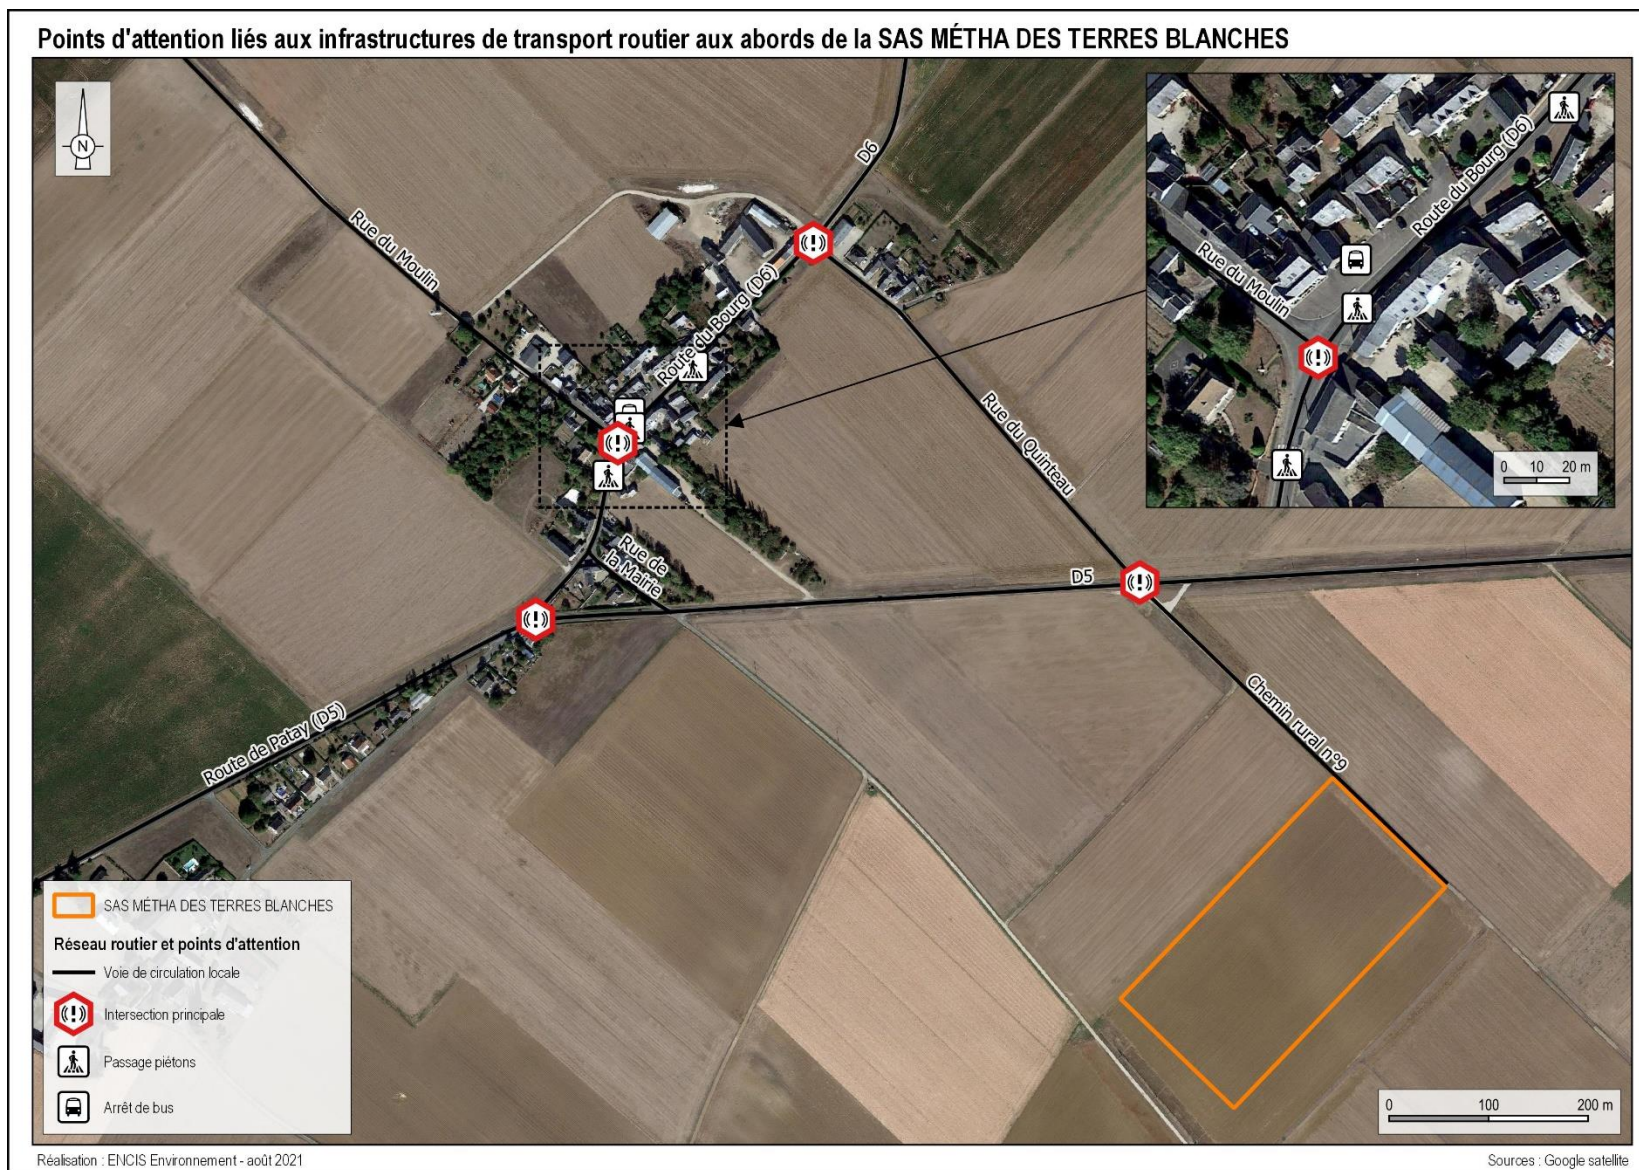 Points d'attention liés aux infrastructures de transport routier aux abords de la SAS MÉTHA DES TERRES BLANCHES
N
D6
Rue du Moulin
Route du Bourg (D6)
Rue du Quinteau
Rue de
la Mairie
D5
Route de Patay (D5)
Chemin rural n°9
Route du Bourg (D6)
Rue du Moulin
0 10 20 m
SAS MÉTHA DES TERRES BLANCHES
Réseau routier et points d'attention
Voie de circulation locale
Intersection principale
Passage piétons
Arrêt de bus
0 100 200 m
Réalisation : ENCIS Environnement - août 2021
Sources : Google satellite